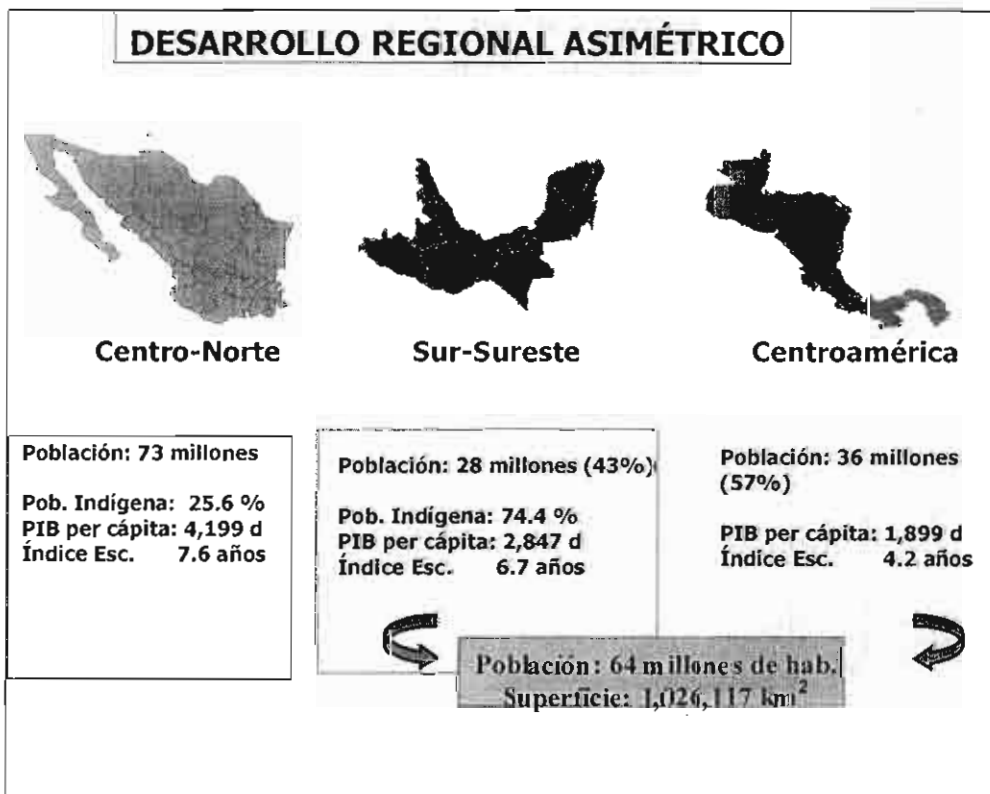 DESARROLLO REGIONAL ASIMÉTRICO
Centro-Norte
Sur-Sureste
Centroamérica
Población: 73 millones
Pob. Indígena: 25.6 %
PIB per cápita: 4,199 d
Índice Esc. 7.6 años
Población: 28 millones (43%)
Pob. Indígena: 74.4 %
PIB per cápita: 2,847 d
Índice Esc. 6.7 años
Población: 36 millones
(57%)
PIB per cápita: 1,899 d
Índice Esc. 4.2 años
Población: 64 millones de hab.
Superficie: 1,026,117 km²